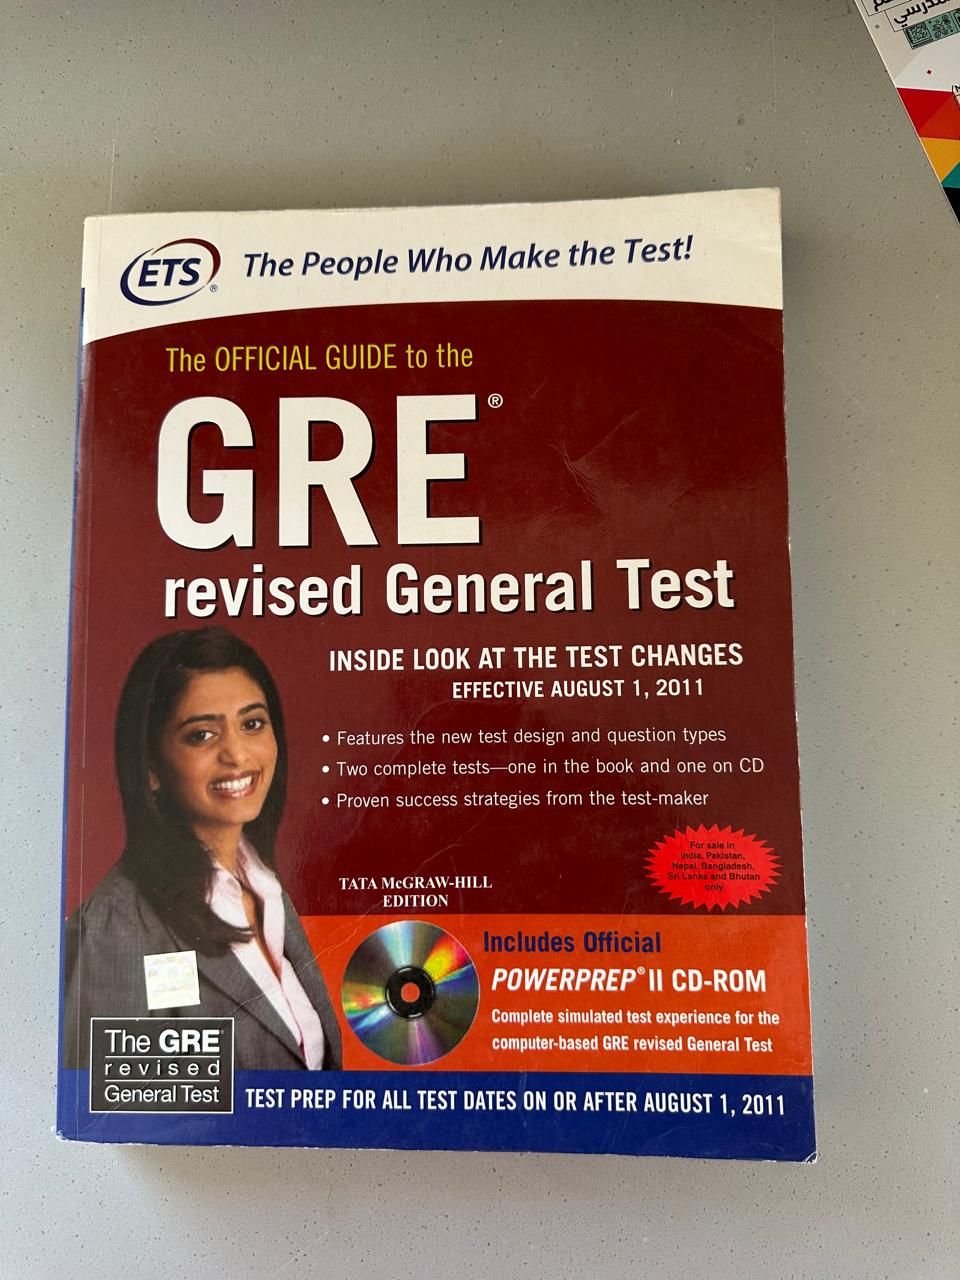 مدرسي
ETS®
The People Who Make the Test!
The OFFICIAL GUIDE to the
GRE®
revised General Test
INSIDE LOOK AT THE TEST CHANGES
EFFECTIVE AUGUST 1, 2011
• Features the new test design and question types
• Two complete tests—one in the book and one on CD
• Proven success strategies from the test-maker
For sale in
India, Pakistan,
Nepal, Bangladesh,
Sri Lanka and Bhutan
only
TATA McGRAW-HILL
EDITION
Includes Official
POWERPREP® II CD-ROM
Complete simulated test experience for the
computer-based GRE revised General Test
The GRE®
revised
General Test
TEST PREP FOR ALL TEST DATES ON OR AFTER AUGUST 1, 2011